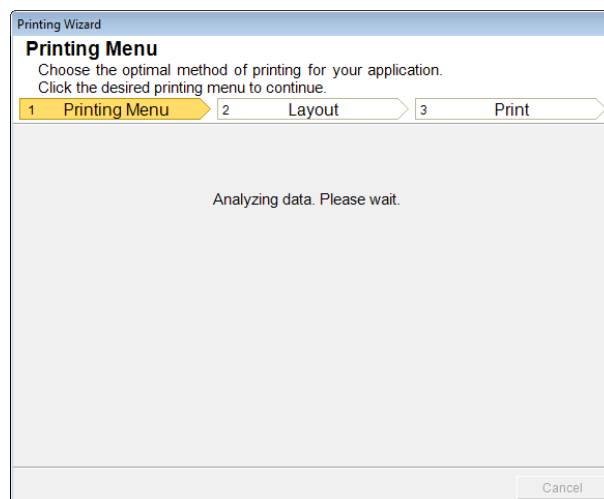 Printing Wizard
Printing Menu
Choose the optimal method of printing for your application.
Click the desired printing menu to continue.
1 Printing Menu 2 Layout 3 Print
Analyzing data. Please wait.
Cancel